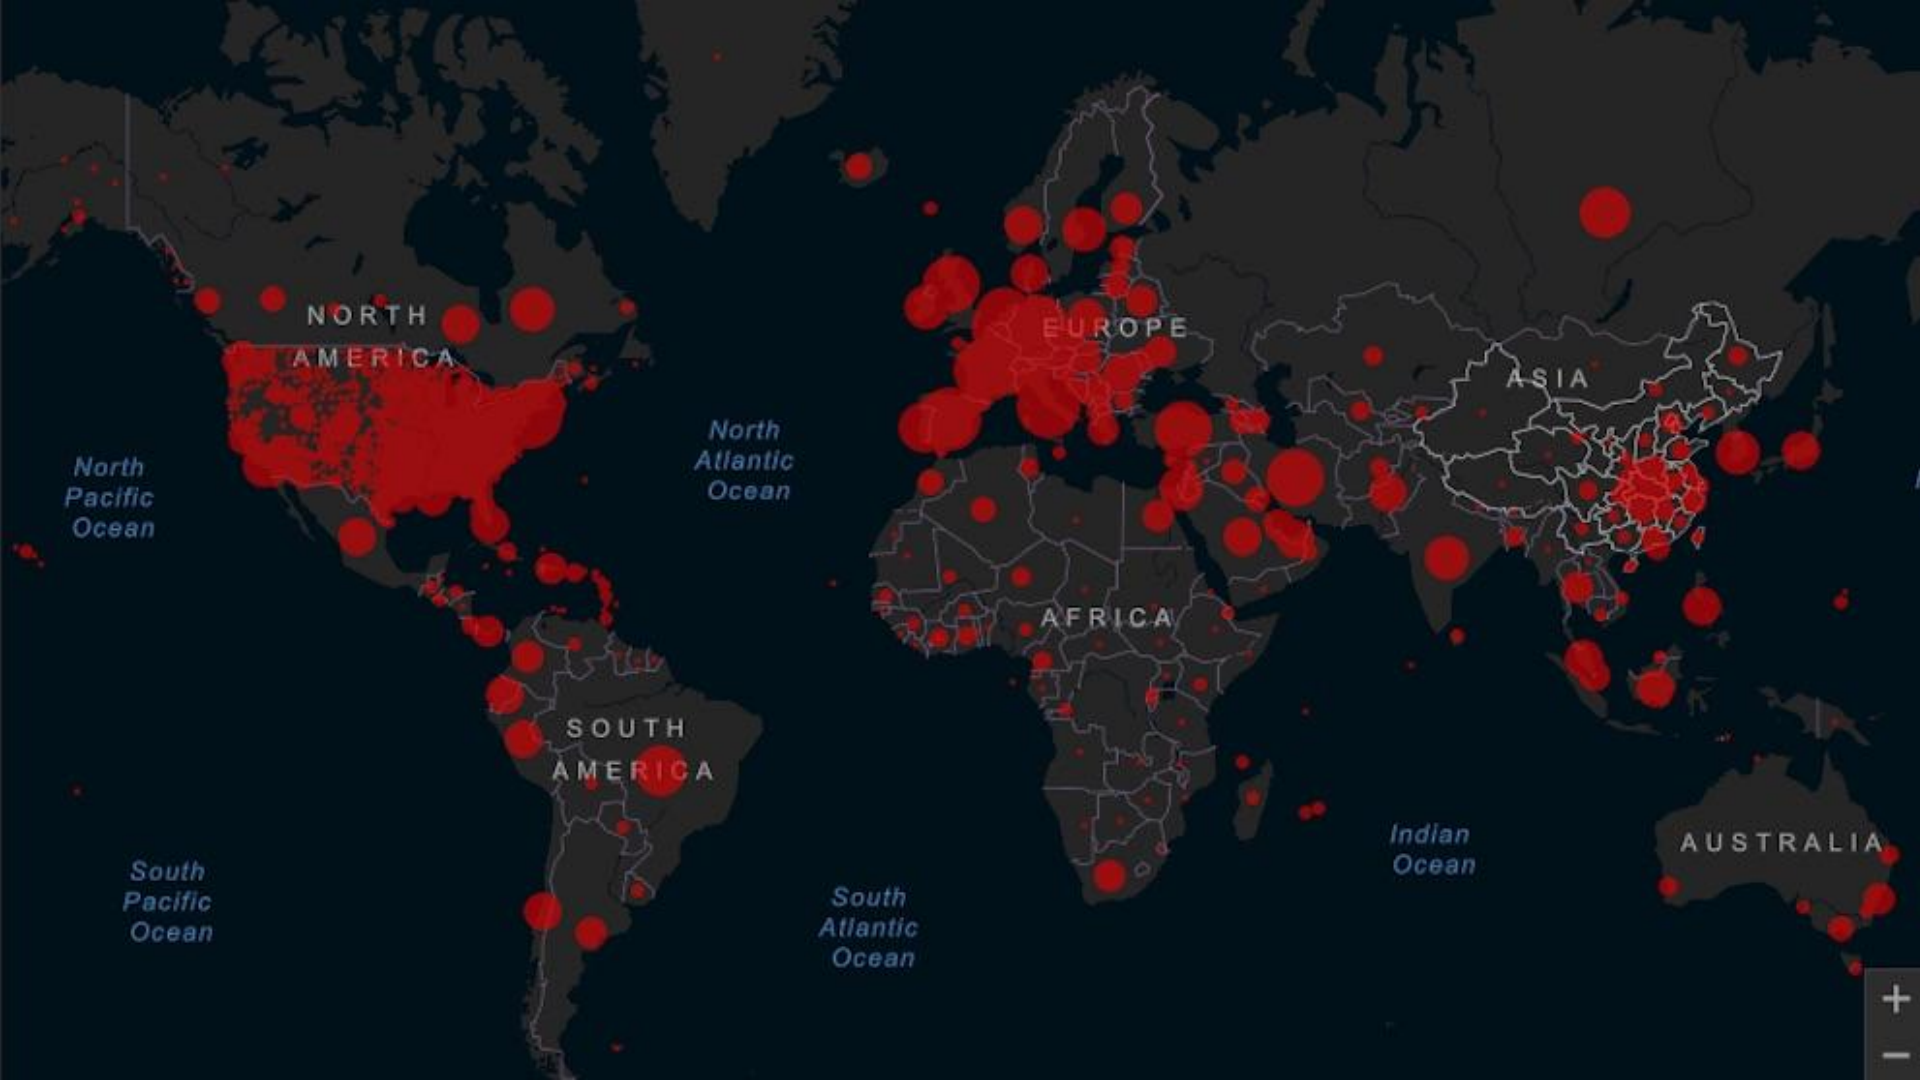 NORTH
AMERICA
EUROPE
ASIA
North
Atlantic
Ocean
North
Pacific
Ocean
AFRICA
SOUTH
AMERICA
Indian
Ocean
AUSTRALIA
South
Pacific
Ocean
South
Atlantic
Ocean
+
−